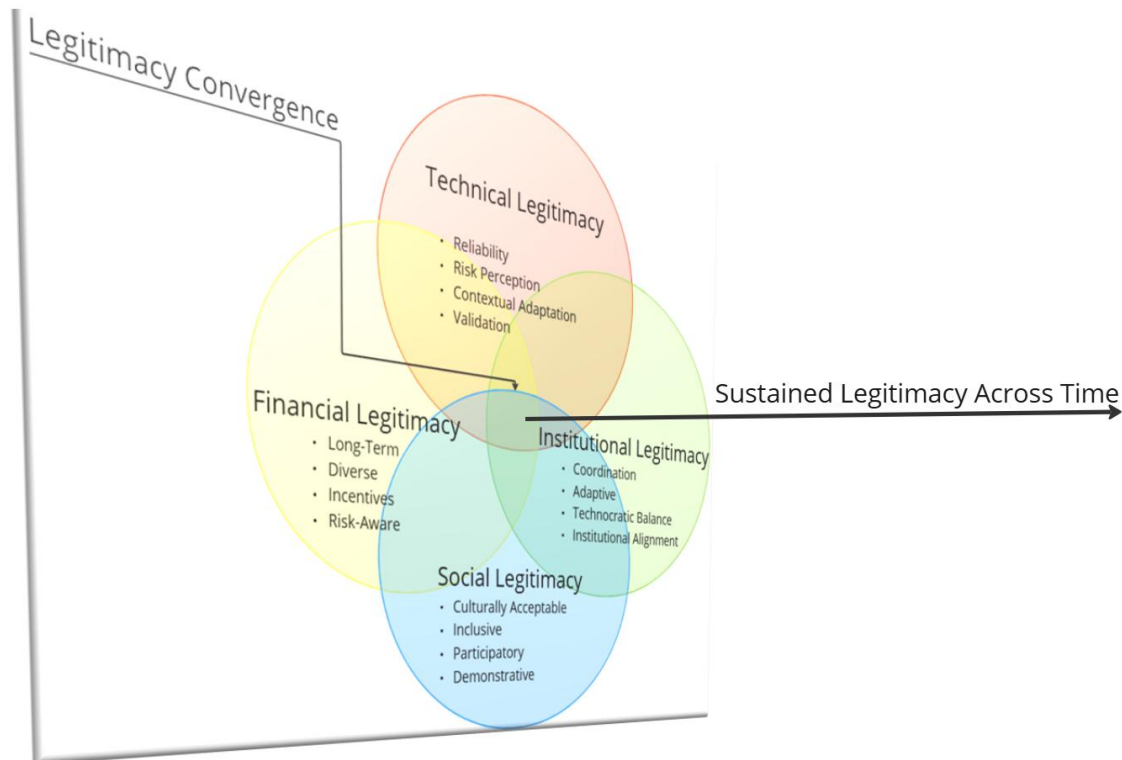 Legitimacy Convergence
Technical Legitimacy
• Reliability
• Risk Perception
• Contextual Adaptation
• Validation
Financial Legitimacy
• Long-Term
• Diverse
• Incentives
• Risk-Aware
Sustained Legitimacy Across Time
Institutional Legitimacy
• Coordination
• Adaptive
• Technocratic Balance
• Institutional Alignment
Social Legitimacy
• Culturally Acceptable
• Inclusive
• Participatory
• Demonstrative